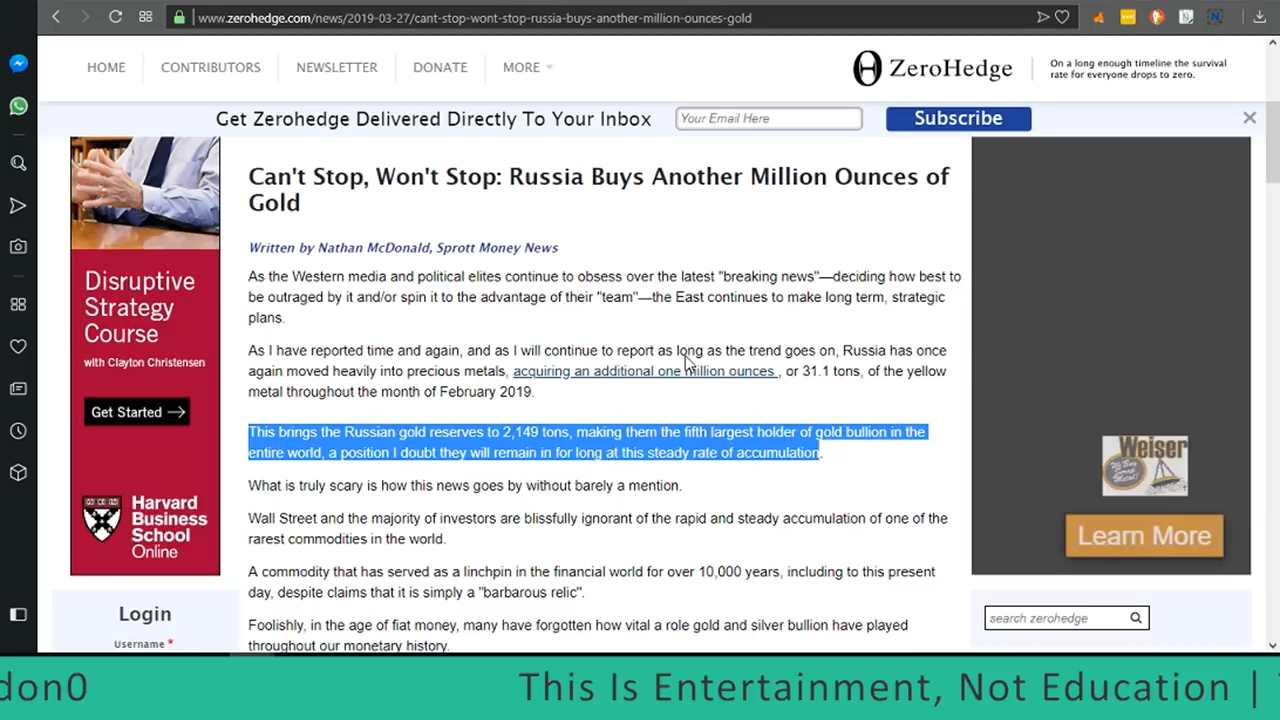 www.zerohedge.com/news/2019-03-27/cant-stop-wont-stop-russia-buys-another-million-ounces-gold
HOME
CONTRIBUTORS
NEWSLETTER
DONATE
MORE
ZeroHedge
On a long enough timeline the survival
rate for everyone drops to zero.
Get Zerohedge Delivered Directly To Your Inbox
Your Email Here
Subscribe
Disruptive
Strategy
Course
with Clayton Christensen
Get Started
Harvard
Business
School
Online
Can't Stop, Won't Stop: Russia Buys Another Million Ounces of
Gold
Written by Nathan McDonald, Sprott Money News
As the Western media and political elites continue to obsess over the latest "breaking news"—deciding how best to
be outraged by it and/or spin it to the advantage of their "team"—the East continues to make long term, strategic
plans.
As I have reported time and again, and as I will continue to report as long as the trend goes on, Russia has once
again moved heavily into precious metals, acquiring an additional one million ounces , or 31.1 tons, of the yellow
metal throughout the month of February 2019.
This brings the Russian gold reserves to 2,149 tons, making them the fifth largest holder of gold bullion in the
entire world, a position I doubt they will remain in for long at this steady rate of accumulation.
What is truly scary is how this news goes by without barely a mention.
Wall Street and the majority of investors are blissfully ignorant of the rapid and steady accumulation of one of the
rarest commodities in the world.
A commodity that has served as a linchpin in the financial world for over 10,000 years, including to this present
day, despite claims that it is simply a "barbarous relic".
Foolishly, in the age of fiat money, many have forgotten how vital a role gold and silver bullion have played
throughout our monetary history.
Weiser
Learn More
search zerohedge
Login
Username *
don0
This Is Entertainment, Not Education |